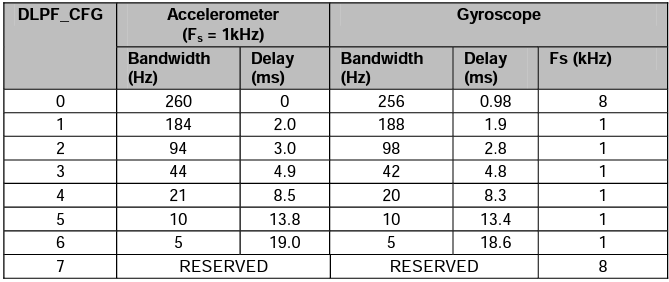 DLPF_CFG Accelerometer Gyroscope
(Fs = 1kHz)
Bandwidth Delay Bandwidth Delay Fs (kHz)
(Hz) (ms) (Hz) (ms)
0 260 0 256 0.98 8
1 184 2.0 188 1.9 1
2 94 3.0 98 2.8 1
3 44 4.9 42 4.8 1
4 21 8.5 20 8.3 1
5 10 13.8 10 13.4 1
6 5 19.0 5 18.6 1
7 RESERVED RESERVED 8